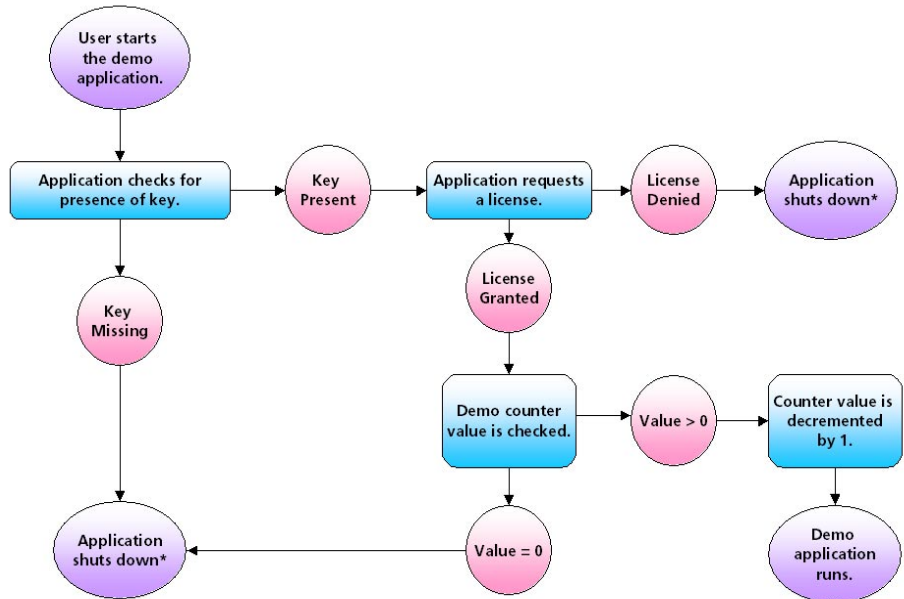 User starts
the demo
application.
Application checks for
presence of key.
Key
Present
Application requests
a license.
License
Denied
Application
shuts down*
License
Granted
Key
Missing
Demo counter
value is checked.
Value > 0
Counter value is
decremented
by 1.
Application
shuts down*
Value = 0
Demo
application
runs.